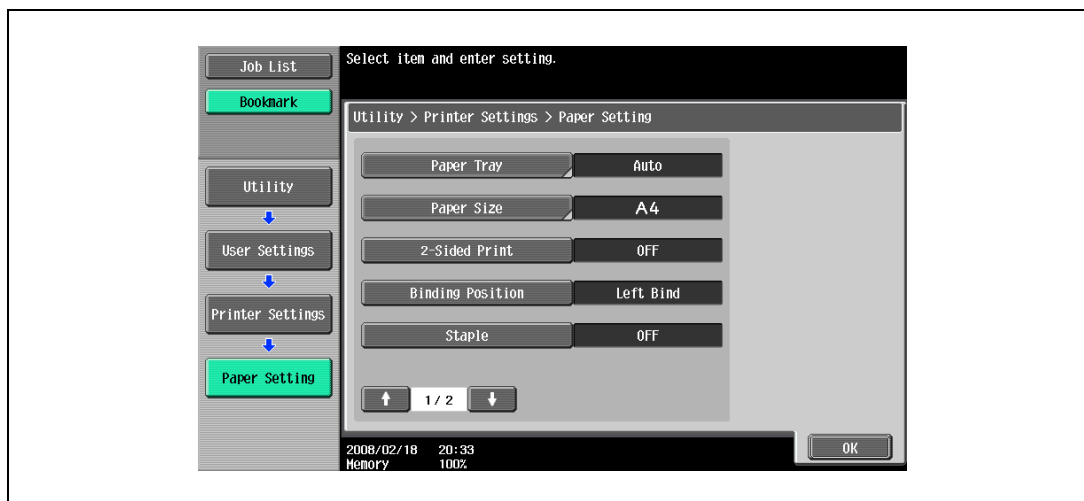 Job List
Bookmark
Utility
User Settings
Printer Settings
Paper Setting
Select item and enter setting.
Utility > Printer Settings > Paper Setting
Paper Tray Auto
Paper Size A4
2-Sided Print OFF
Binding Position Left Bind
Staple OFF
1/ 2
2008/02/18 20:33
Memory 100%
OK